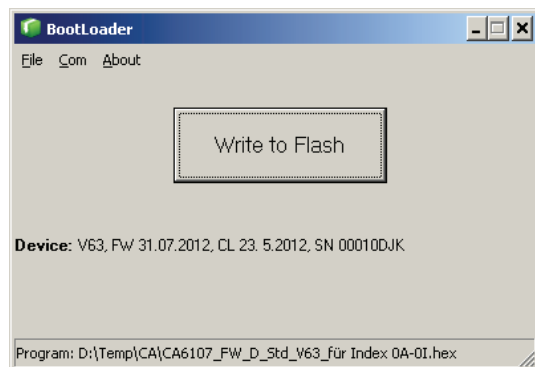 BootLoader
File Com About
Write to Flash
Device: V63, FW 31.07.2012, CL 23. 5.2012, SN 00010DJK
Program: D:\Temp\CA\CA6107_FW_D_Std_V63_für Index 0A-0I.hex